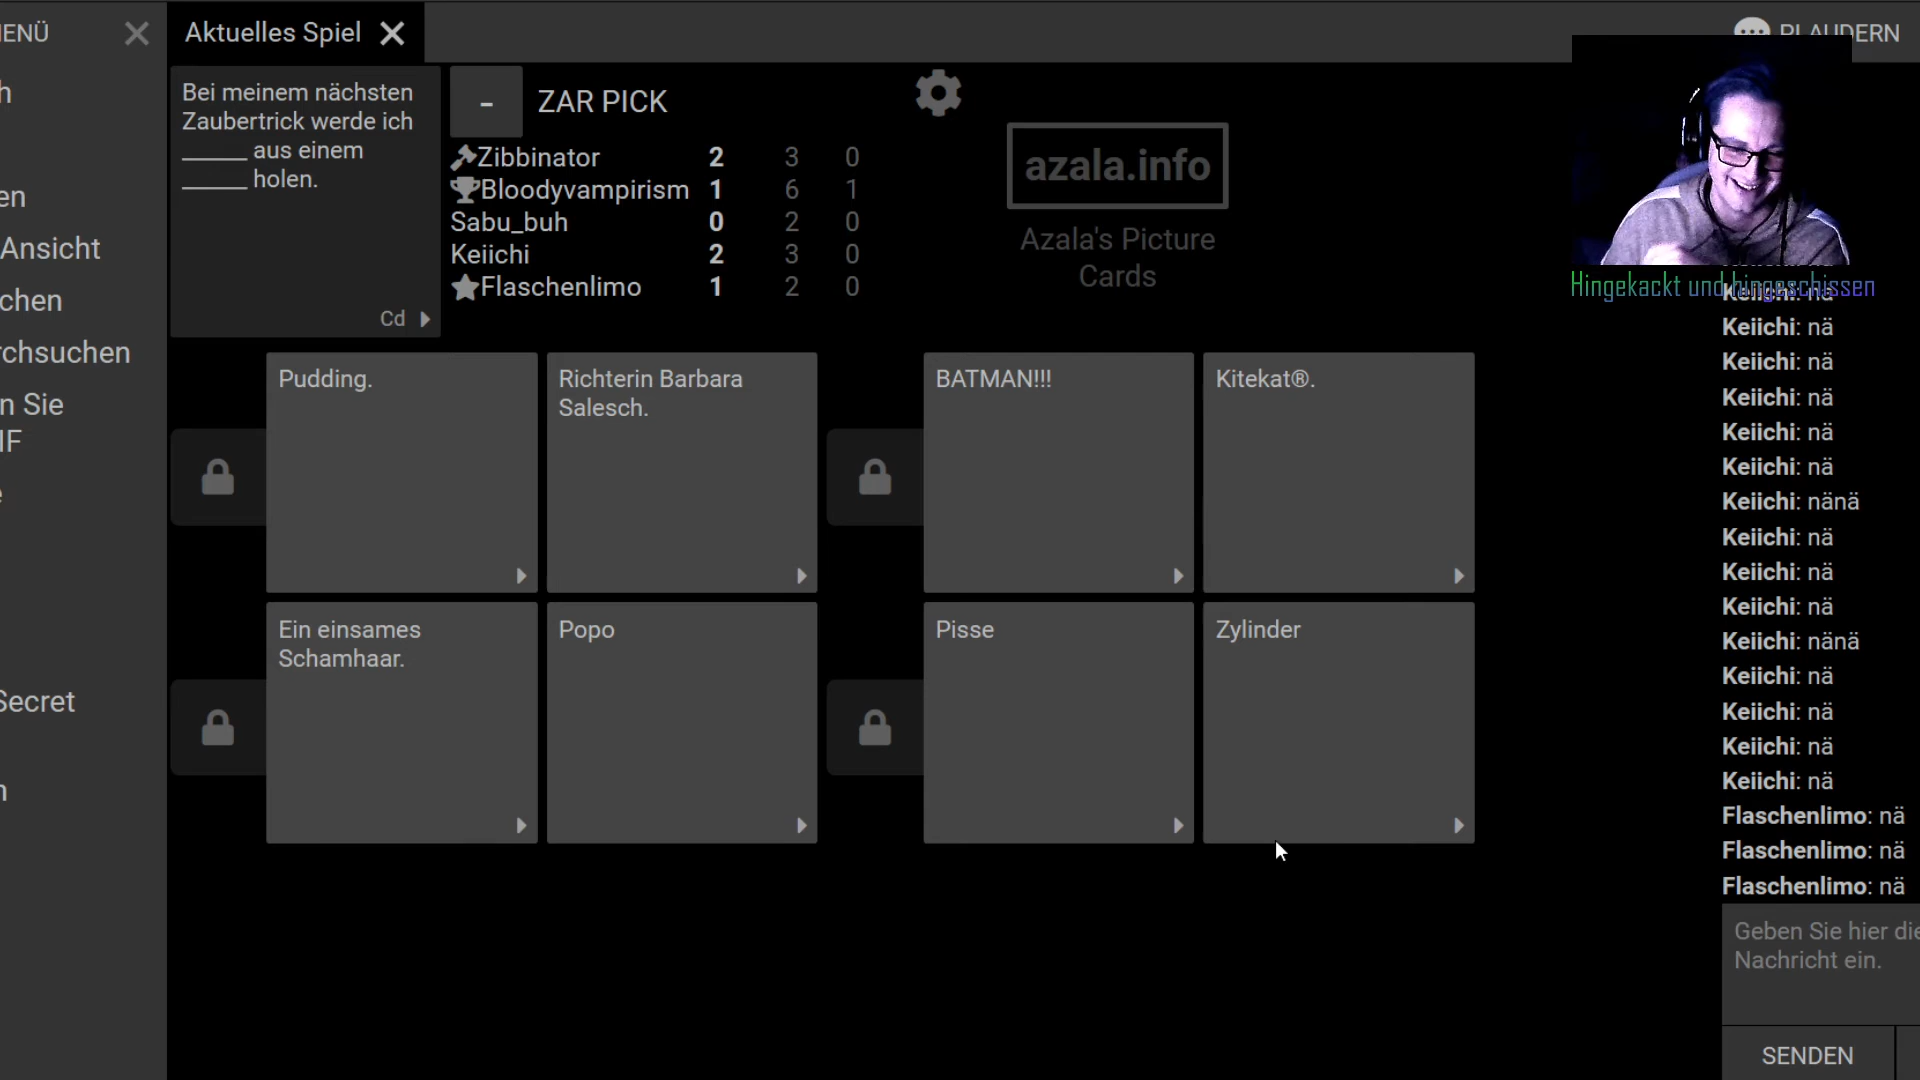 ENÜ
Aktuelles Spiel
PLAUDERN
h
en
Ansicht
chen
rchsuchen
n Sie
IF
e
Secret
n
Bei meinem nächsten
Zaubertrick werde ich
_____ aus einem
_____ holen.
Cd
-
ZAR PICK
Zibbinator 2 3 0
Bloodyvampirism 1 6 1
Sabu_buh 0 2 0
Keiichi 2 3 0
Flaschenlimo 1 2 0
azala.info
Azala's Picture
Cards
Pudding.
Richterin Barbara
Salesch.
BATMAN!!!
Kitekat®.
Ein einsames
Schamhaar.
Popo
Pisse
Zylinder
Hingekackt und hingeschissen
Keiichi: nä
Keiichi: nä
Keiichi: nä
Keiichi: nä
Keiichi: nä
Keiichi: nä
Keiichi: nänä
Keiichi: nä
Keiichi: nä
Keiichi: nä
Keiichi: nänä
Keiichi: nä
Keiichi: nä
Keiichi: nä
Keiichi: nä
Flaschenlimo: nä
Flaschenlimo: nä
Flaschenlimo: nä
Geben Sie hier die
Nachricht ein.
SENDEN